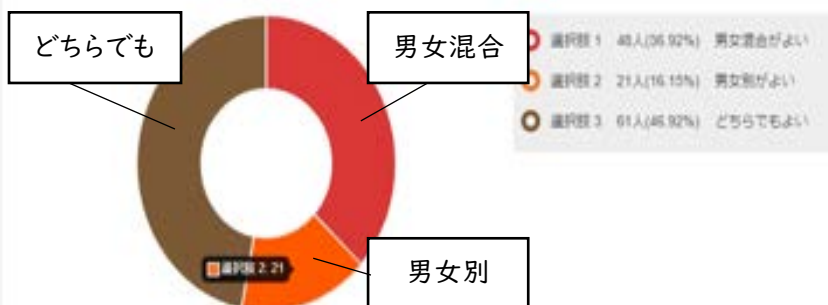 どちらでも
男女混合
選択肢 1 48人(36.92%) 男女混合がよい
選択肢 2 21人(16.15%) 男女別がよい
選択肢 3 61人(46.92%) どちらでもよい
選択肢 2: 21
男女別